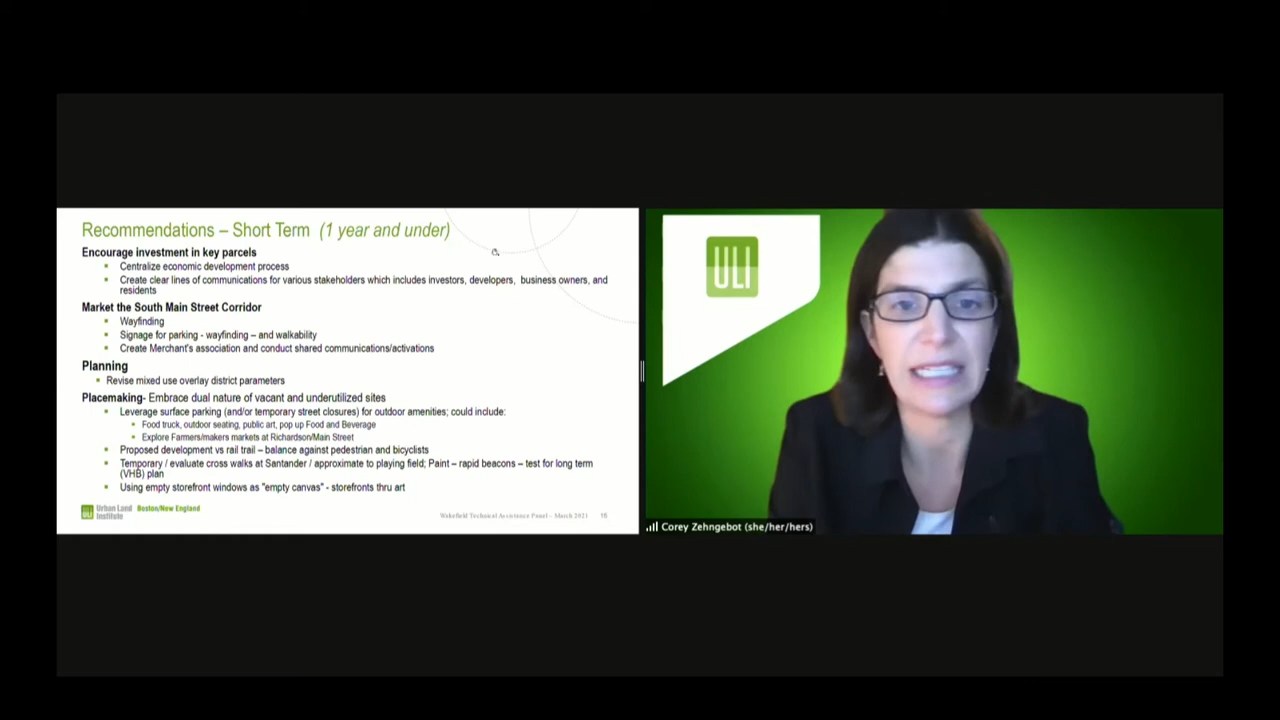 Recommendations – Short Term (1 year and under)
Encourage investment in key parcels
Centralize economic development process
Create clear lines of communications for various stakeholders which includes investors, developers, business owners, and
residents
Market the South Main Street Corridor
Wayfinding
Signage for parking - wayfinding – and walkability
Create Merchant's association and conduct shared communications/activations
Planning
Revise mixed use overlay district parameters
Placemaking- Embrace dual nature of vacant and underutilized sites
Leverage surface parking (and/or temporary street closures) for outdoor amenities; could include:
Food truck, outdoor seating, public art, pop up Food and Beverage
Explore Farmers/makers markets at Richardson/Main Street
Proposed development vs rail trail – balance against pedestrian and bicyclists
Temporary / evaluate cross walks at Santander / approximate to playing field; Paint – rapid beacons – test for long term
(VHB) plan
Using empty storefront windows as "empty canvas" - storefronts thru art
ULI Urban Land Institute Boston/New England
Wakefield Technical Assistance Panel – March 2021 15
ULI
Corey Zehngebot (she/her/hers)